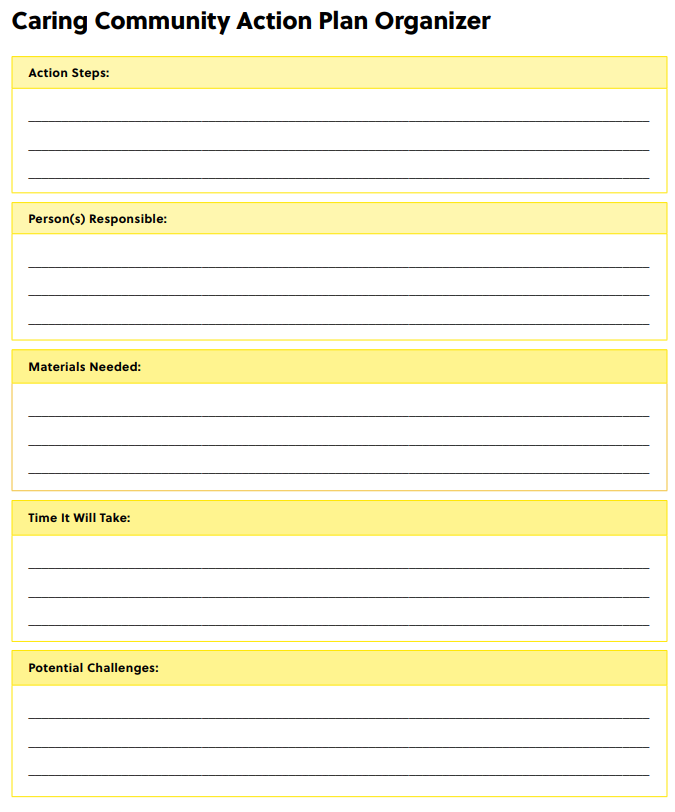 Caring Community Action Plan Organizer
Action Steps:
Person(s) Responsible:
Materials Needed:
Time It Will Take:
Potential Challenges: